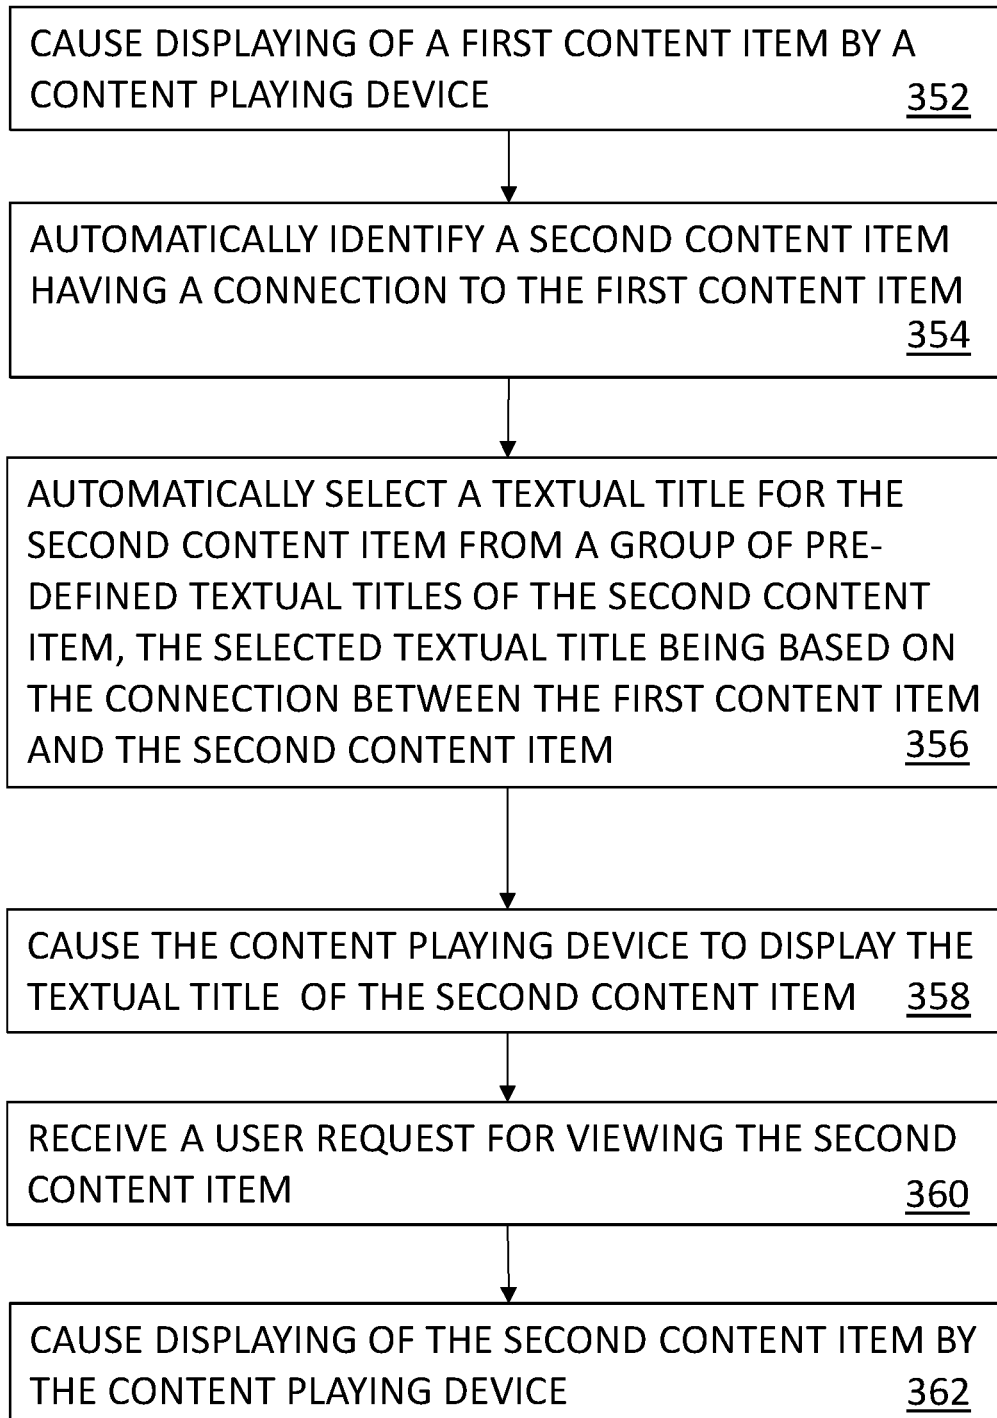 CAUSE DISPLAYING OF A FIRST CONTENT ITEM BY A
CONTENT PLAYING DEVICE 352
AUTOMATICALLY IDENTIFY A SECOND CONTENT ITEM
HAVING A CONNECTION TO THE FIRST CONTENT ITEM
354
AUTOMATICALLY SELECT A TEXTUAL TITLE FOR THE
SECOND CONTENT ITEM FROM A GROUP OF PRE-
DEFINED TEXTUAL TITLES OF THE SECOND CONTENT
ITEM, THE SELECTED TEXTUAL TITLE BEING BASED ON
THE CONNECTION BETWEEN THE FIRST CONTENT ITEM
AND THE SECOND CONTENT ITEM 356
CAUSE THE CONTENT PLAYING DEVICE TO DISPLAY THE
TEXTUAL TITLE OF THE SECOND CONTENT ITEM 358
RECEIVE A USER REQUEST FOR VIEWING THE SECOND
CONTENT ITEM 360
CAUSE DISPLAYING OF THE SECOND CONTENT ITEM BY
THE CONTENT PLAYING DEVICE 362